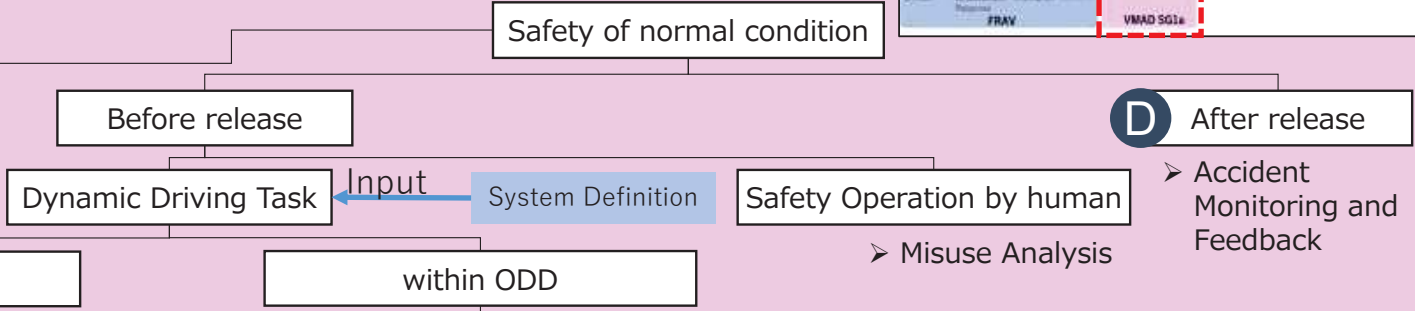 FRAV
VMAD SG1a
Safety of normal condition
Before release
D
After release
Dynamic Driving Task
Input
System Definition
Safety Operation by human
➢ Accident
Monitoring and
Feedback
➢ Misuse Analysis
within ODD